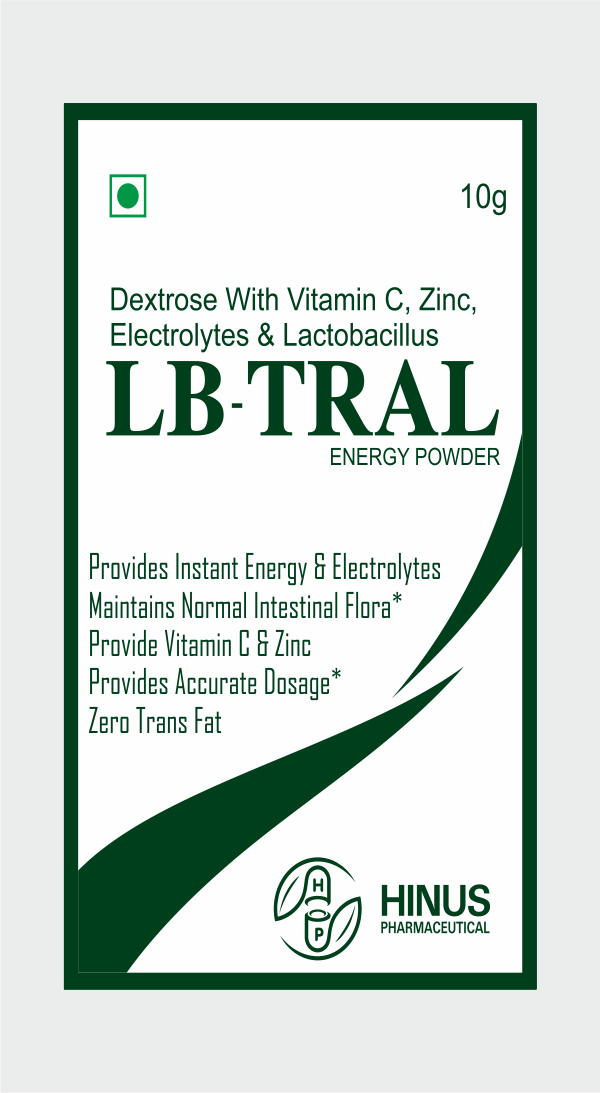 10g
Dextrose With Vitamin C, Zinc,
Electrolytes & Lactobacillus
LB-TRAL
ENERGY POWDER
Provides Instant Energy & Electrolytes
Maintains Normal Intestinal Flora*
Provide Vitamin C & Zinc
Provides Accurate Dosage*
Zero Trans Fat
H
P
HINUS
PHARMACEUTICAL